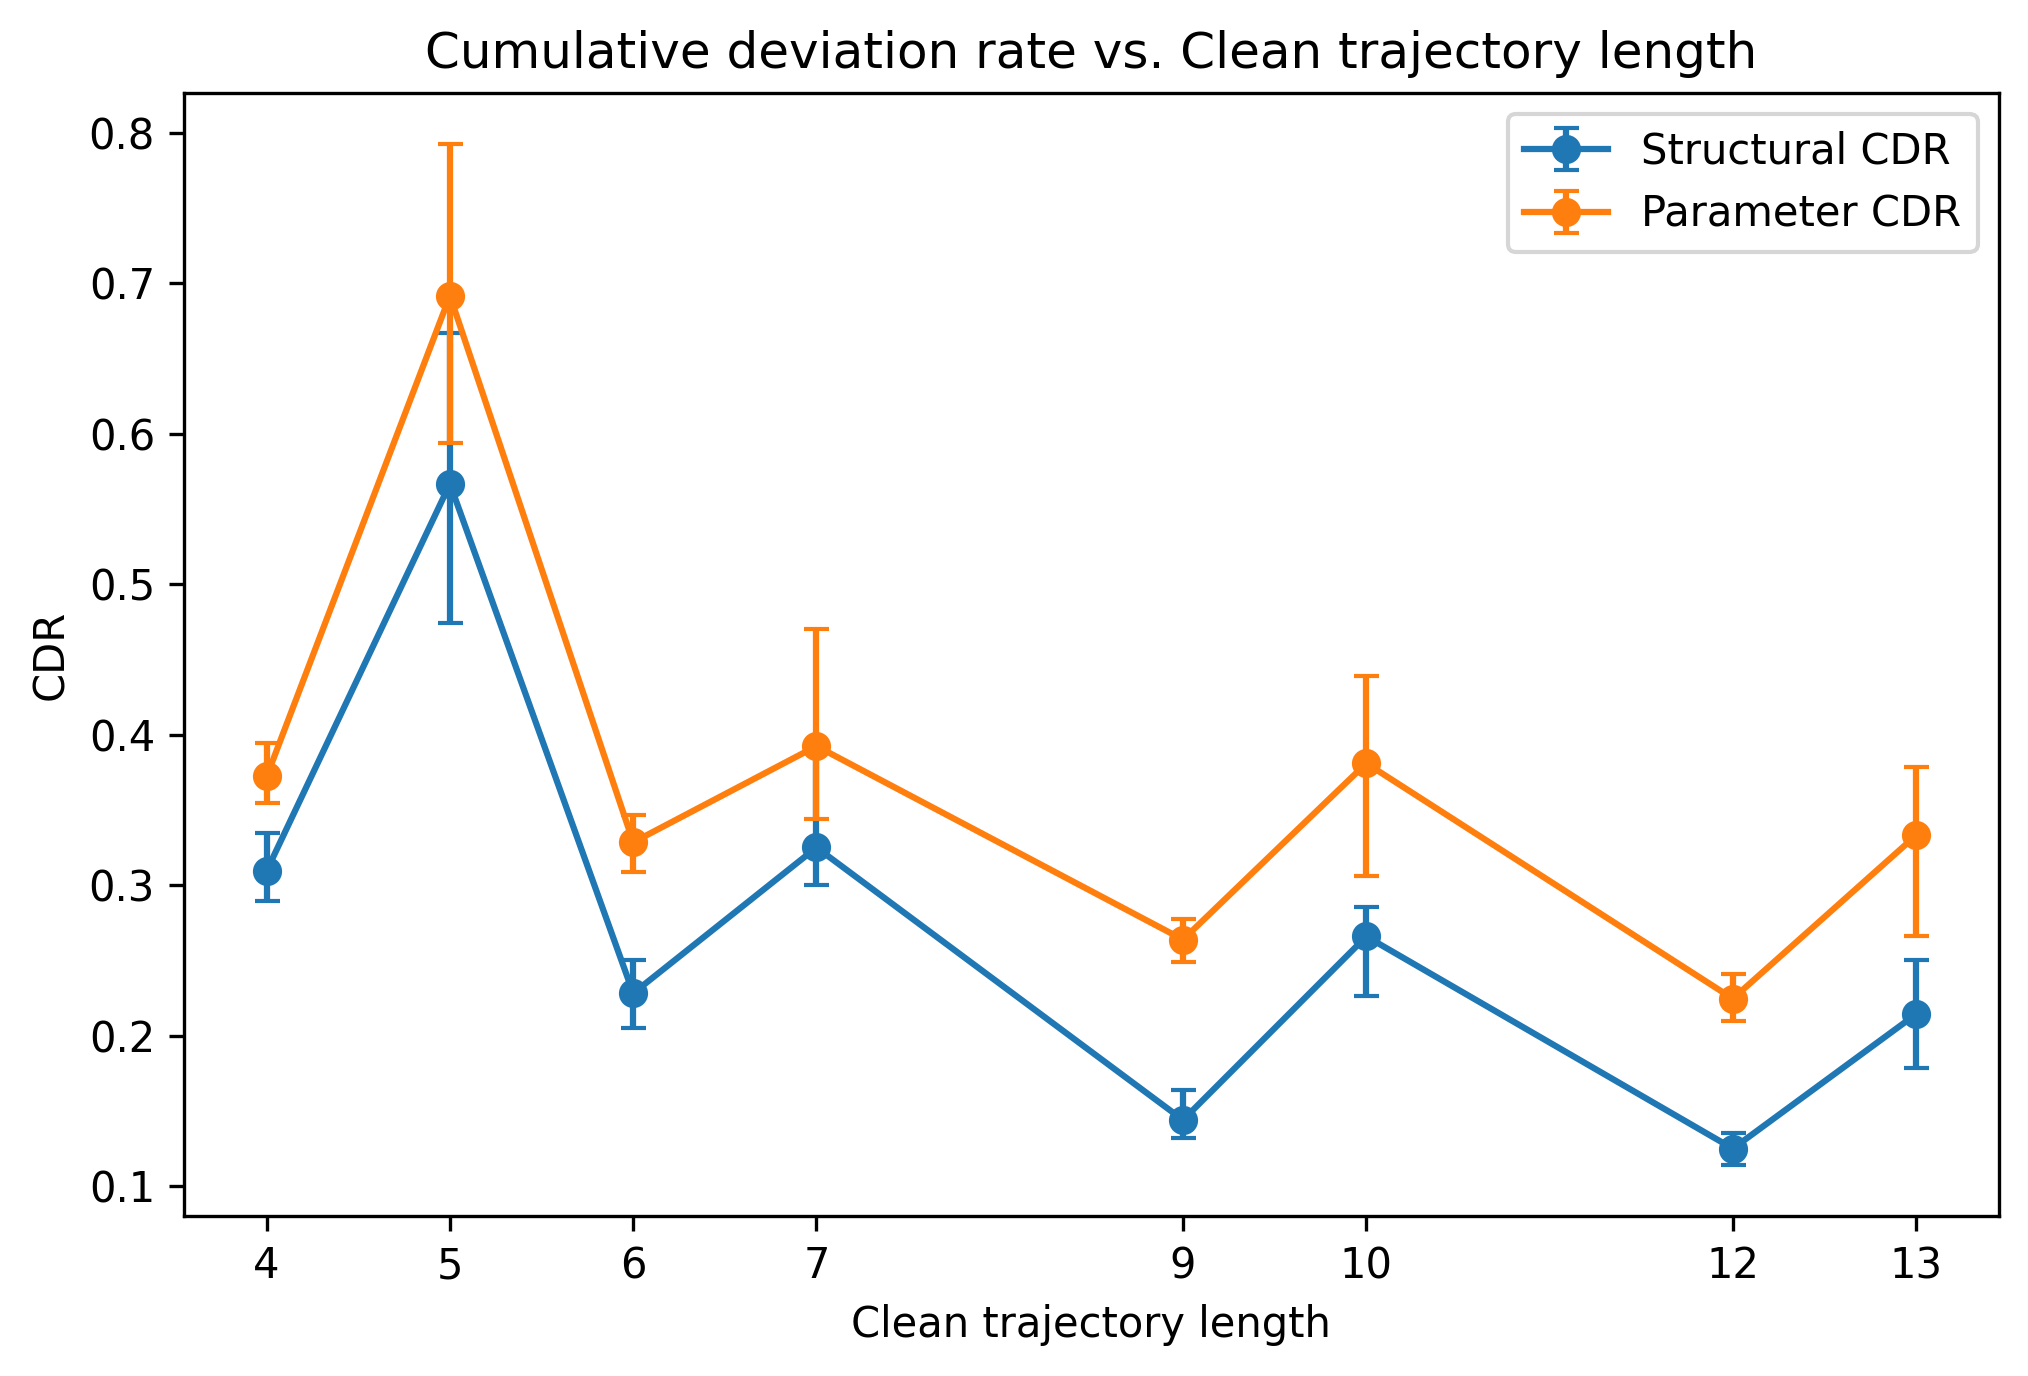 Cumulative deviation rate vs. Clean trajectory length
Structural CDR
Parameter CDR
CDR
0.8
0.7
0.6
0.5
0.4
0.3
0.2
0.1
4 5 6 7 9 10 12 13
Clean trajectory length